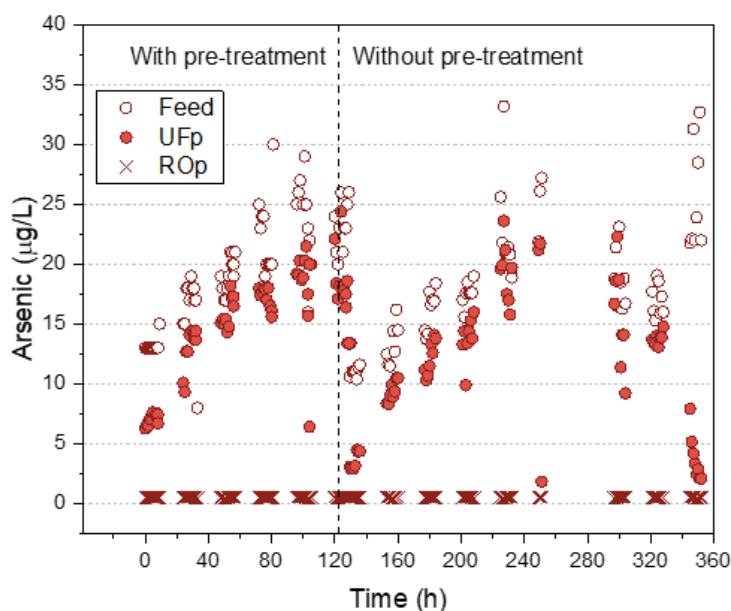 With pre-treatment
Without pre-treatment
Feed
UFp
ROp
Arsenic (μg/L)
40
35
30
25
20
15
10
5
0
0 40 80 120 160 200 240 280 320 360
Time (h)